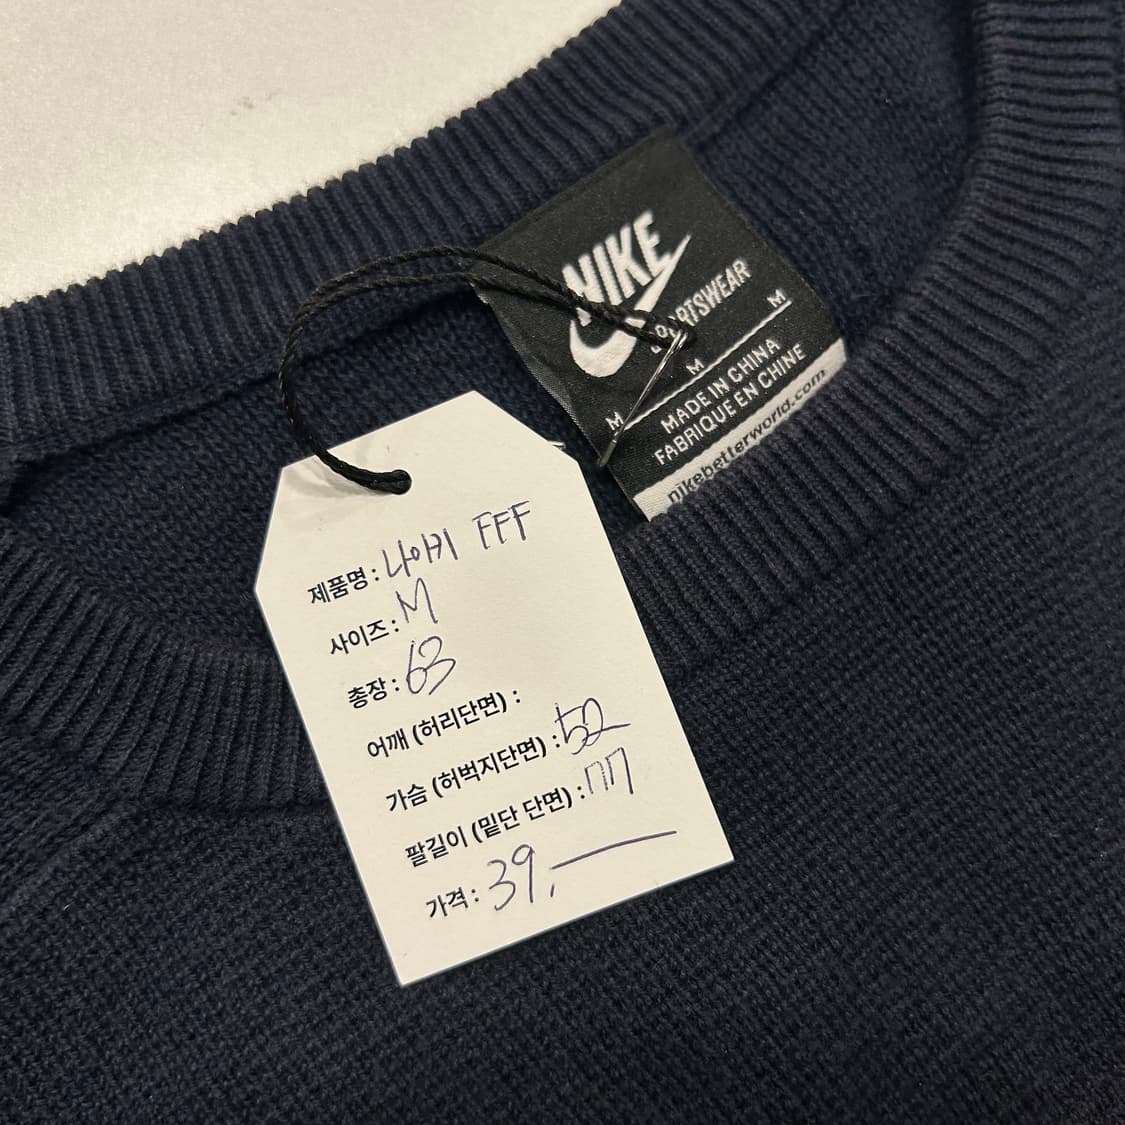 NIKE
SPORTSWEAR
M M M
MADE IN CHINA
FABRIQUE EN CHINE
nikebetterworld.com
제품명 : 나이키 FFF
사이즈 : M
총장 : 63
어깨 (허리단면) :
가슴 (허벅지단면) : 52
팔길이 (밑단 단면) : 77
가격 : 39,—